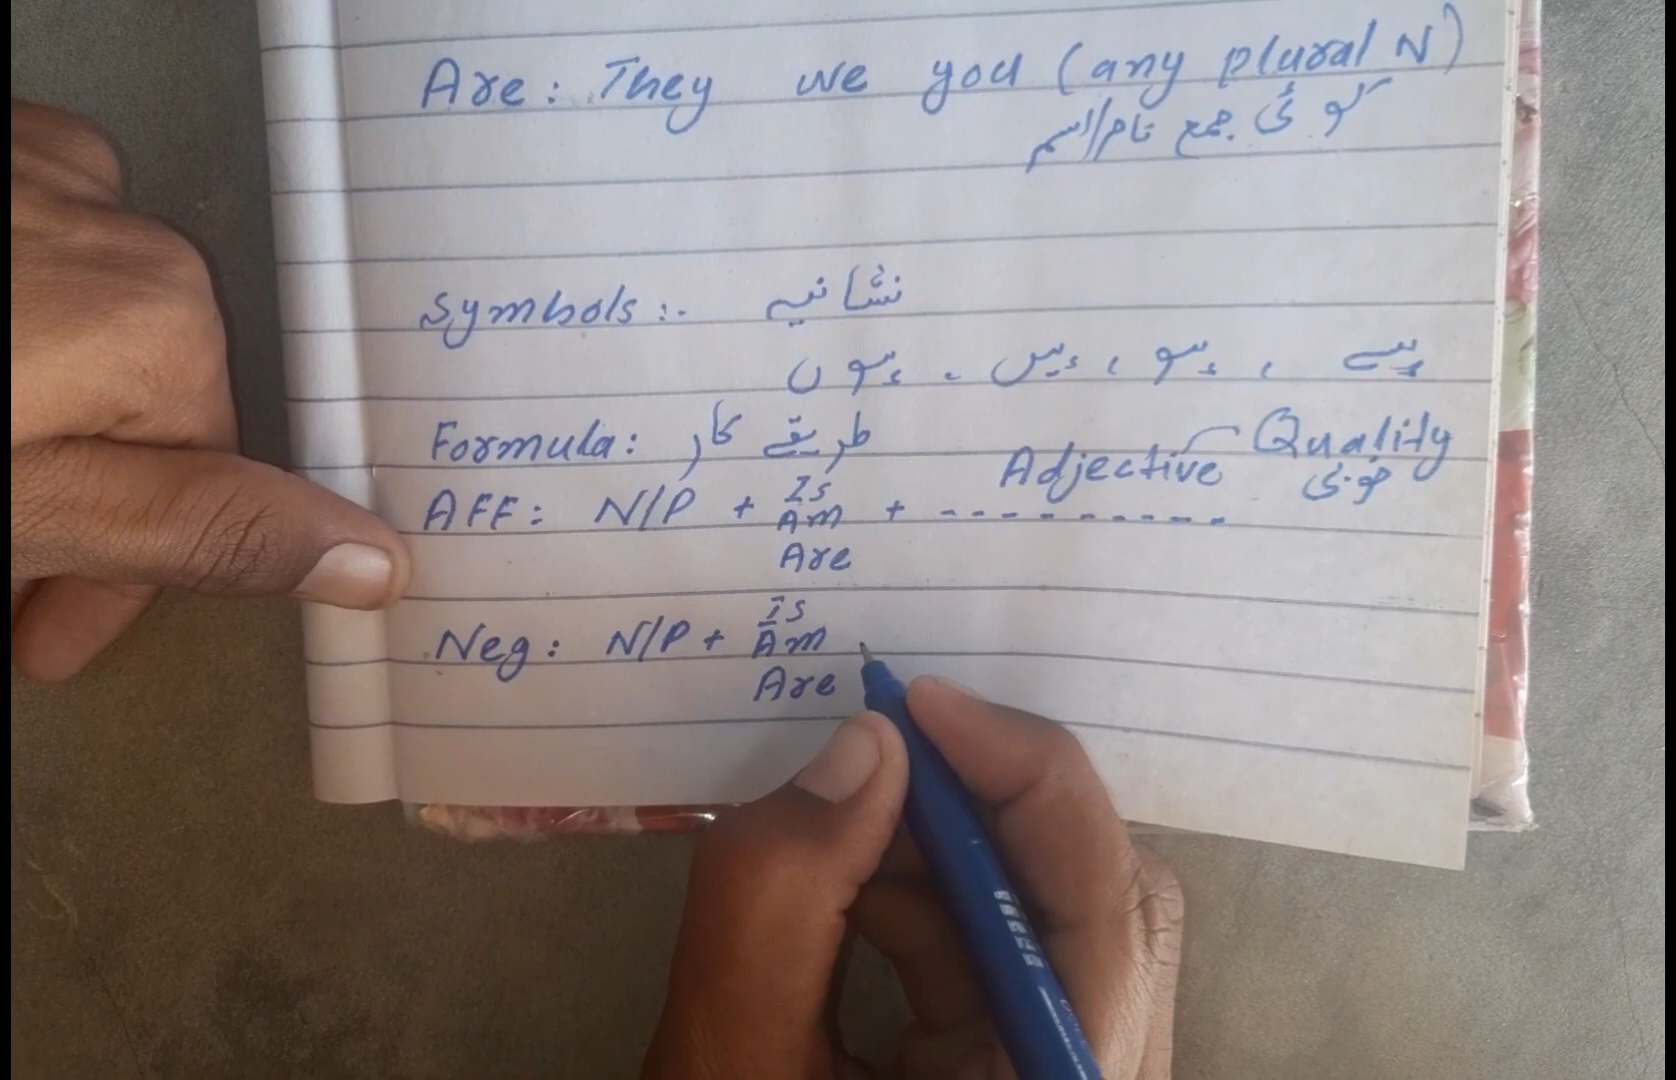 Are: They we you (any plural N)
کوئی جمع نام/اسم
Symbols :- نشانیہ
ہے ، ہو ، ہیں ۔ ہوں
Formula: طریقے کار
Adjective Quality
خوبی
AFF: N/P + Is Am Are + ---------
Neg: N/P + Is Am Are